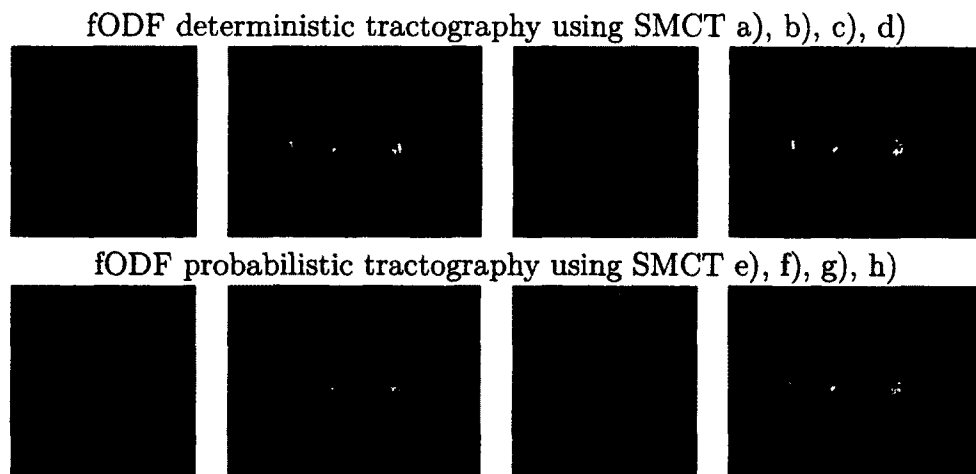 fODF deterministic tractography using SMCT a), b), c), d)
fODF probabilistic tractography using SMCT e), f), g), h)